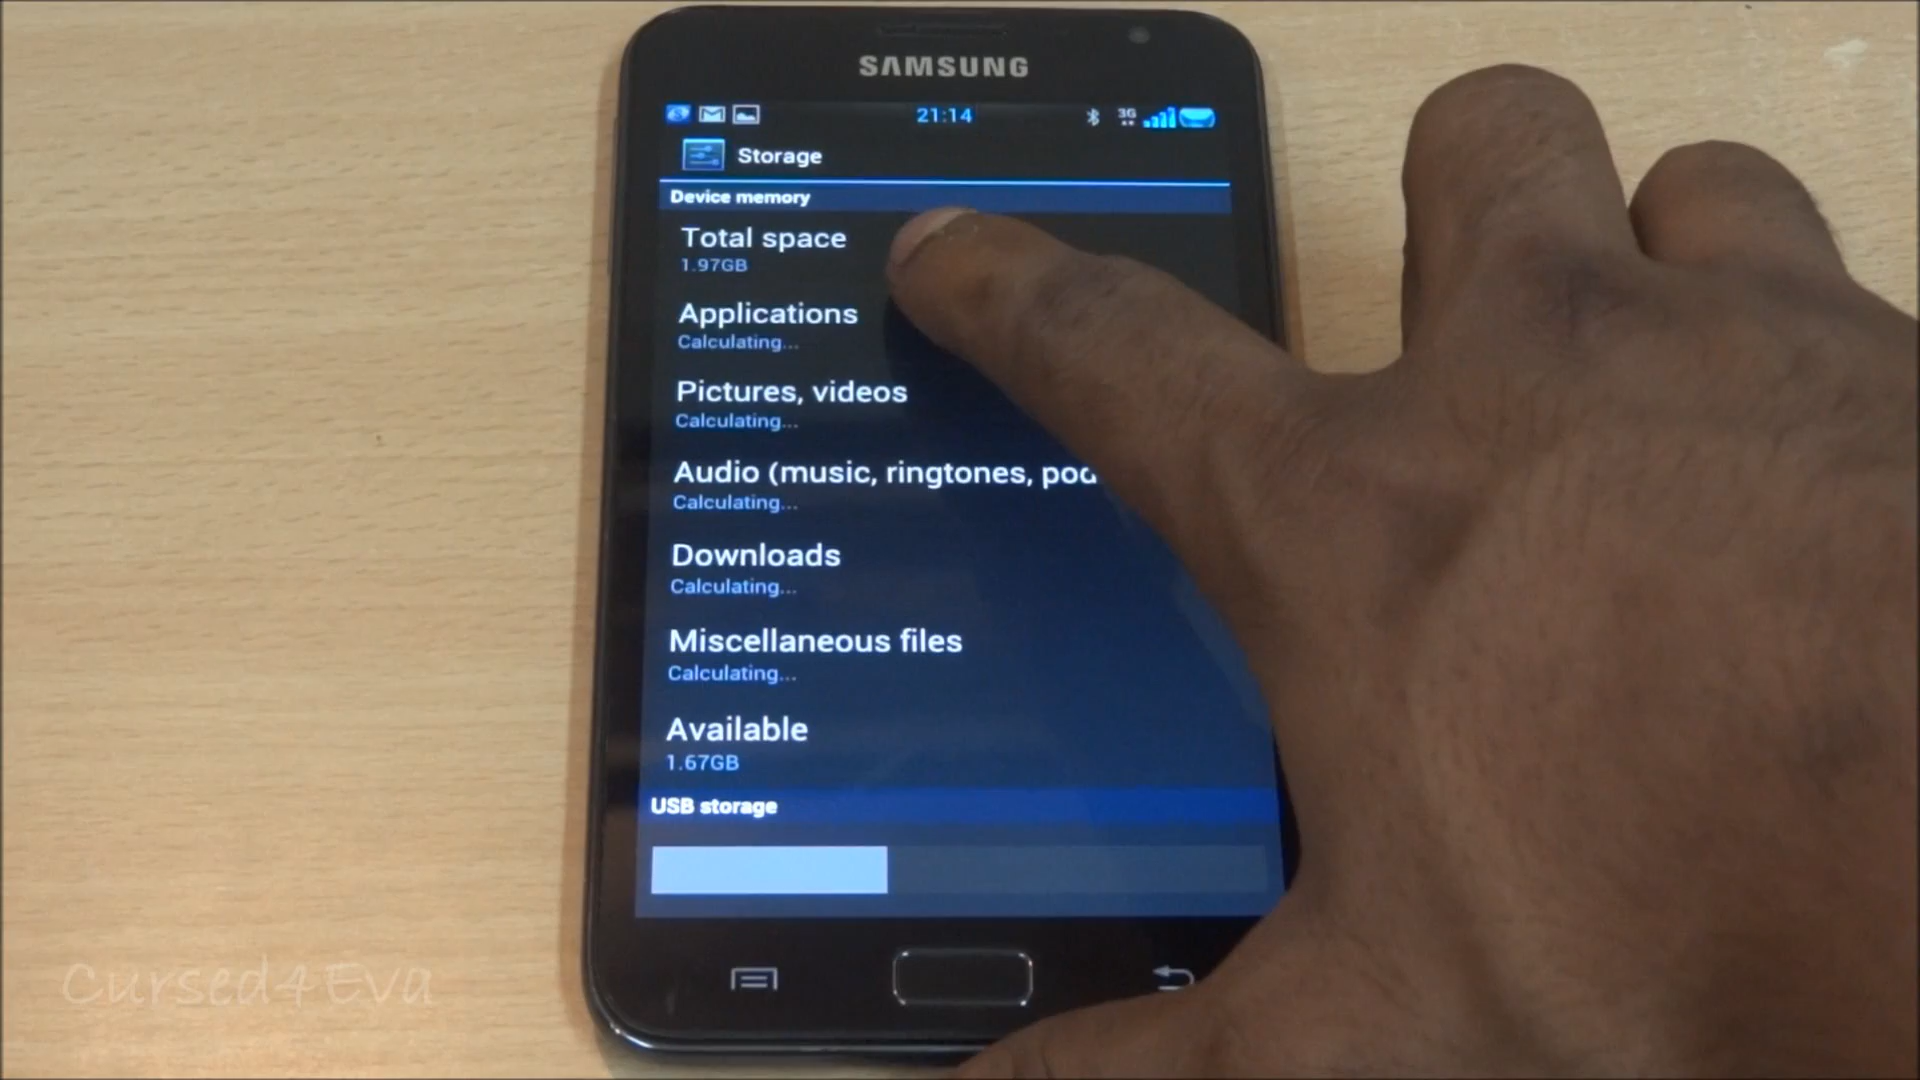 SAMSUNG
21:14
3G
Storage
Device memory
Total space
1.97GB
Applications
Calculating...
Pictures, videos
Calculating...
Audio (music, ringtones, pod
Calculating...
Downloads
Calculating...
Miscellaneous files
Calculating...
Available
1.67GB
USB storage
Cursed4Eva